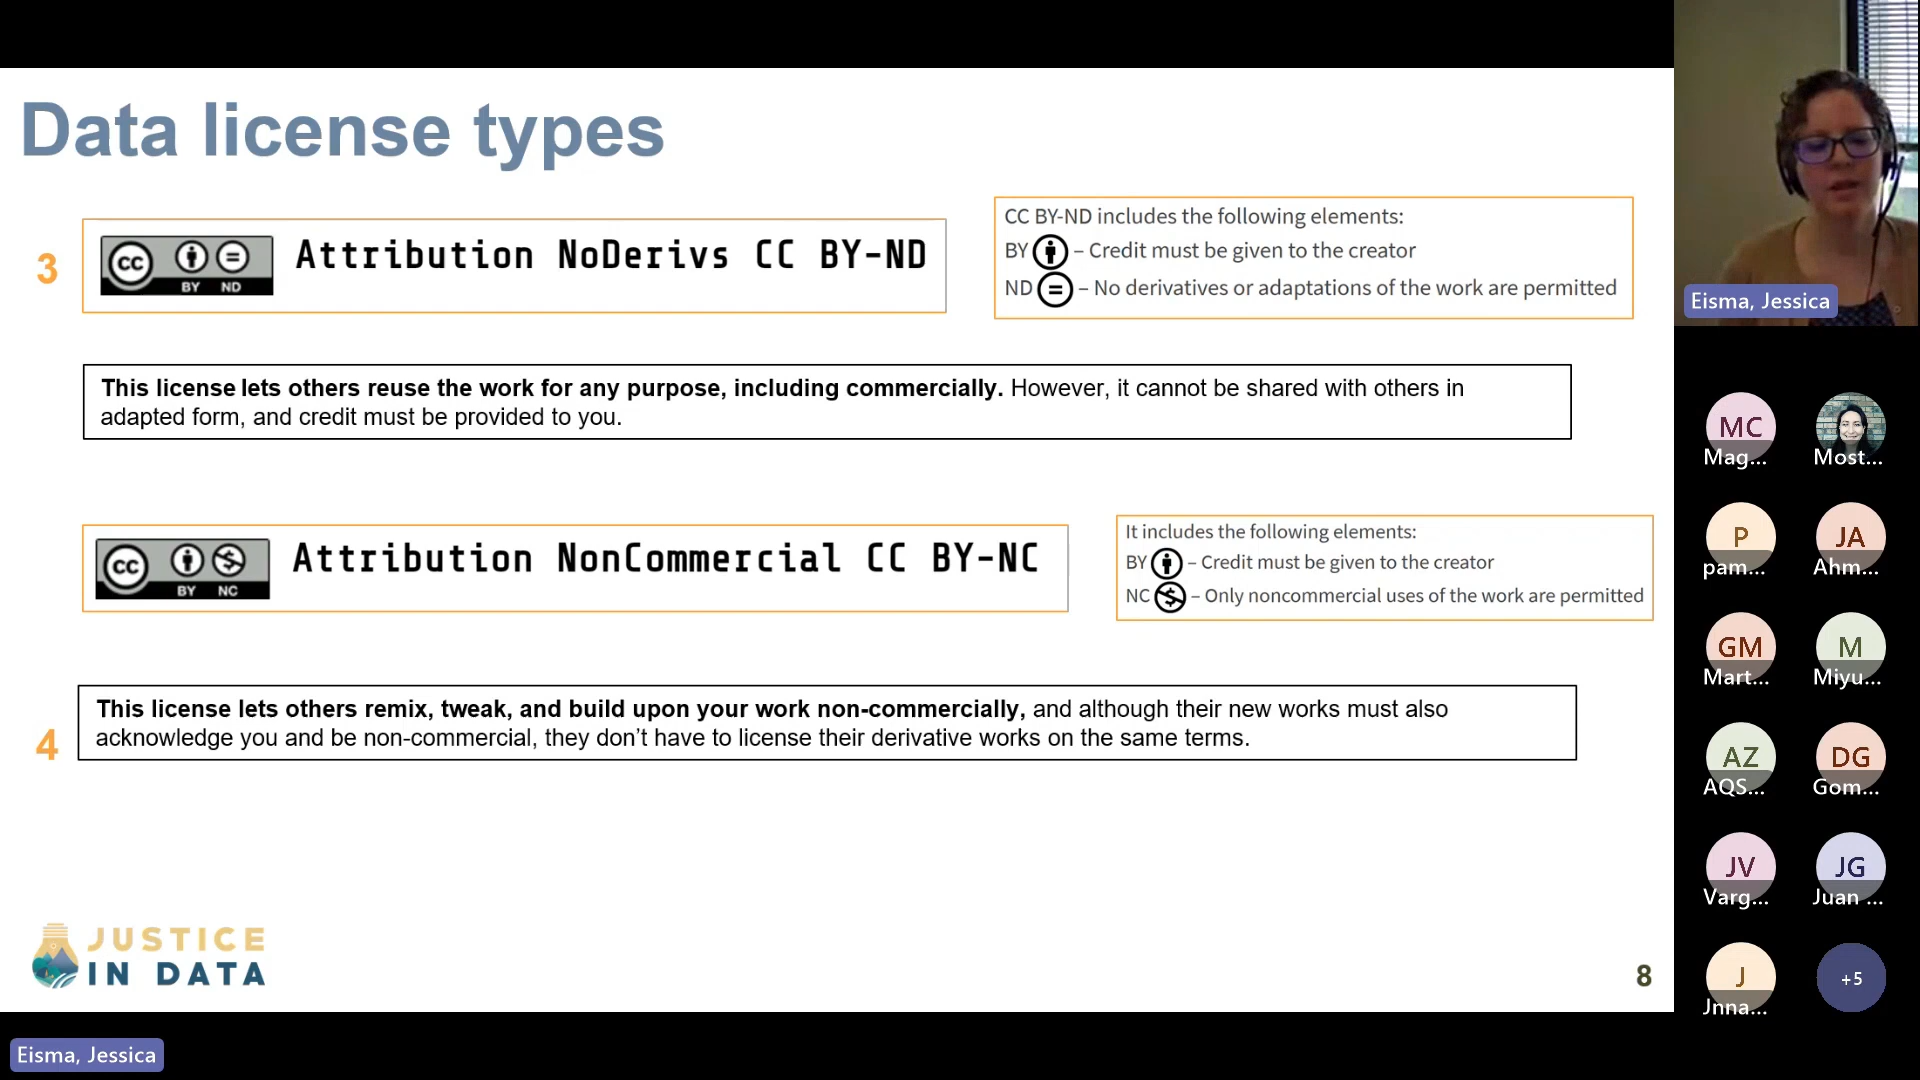 Data license types
3
cc
BY ND
Attribution NoDerivs CC BY-ND
CC BY-ND includes the following elements:
BY – Credit must be given to the creator
ND = – No derivatives or adaptations of the work are permitted
This license lets others reuse the work for any purpose, including commercially. However, it cannot be shared with others in
adapted form, and credit must be provided to you.
cc
BY NC
Attribution NonCommercial CC BY-NC
It includes the following elements:
BY – Credit must be given to the creator
NC $ – Only noncommercial uses of the work are permitted
4
This license lets others remix, tweak, and build upon your work non-commercially, and although their new works must also
acknowledge you and be non-commercial, they don’t have to license their derivative works on the same terms.
JUSTICE
IN DATA
8
Eisma, Jessica
Eisma, Jessica
MC
Mag...
Most...
P
pam...
JA
Ahm...
GM
Mart...
M
Miyu...
AZ
AQS...
DG
Gom...
JV
Varg...
JG
Juan ...
J
Jnna...
+5